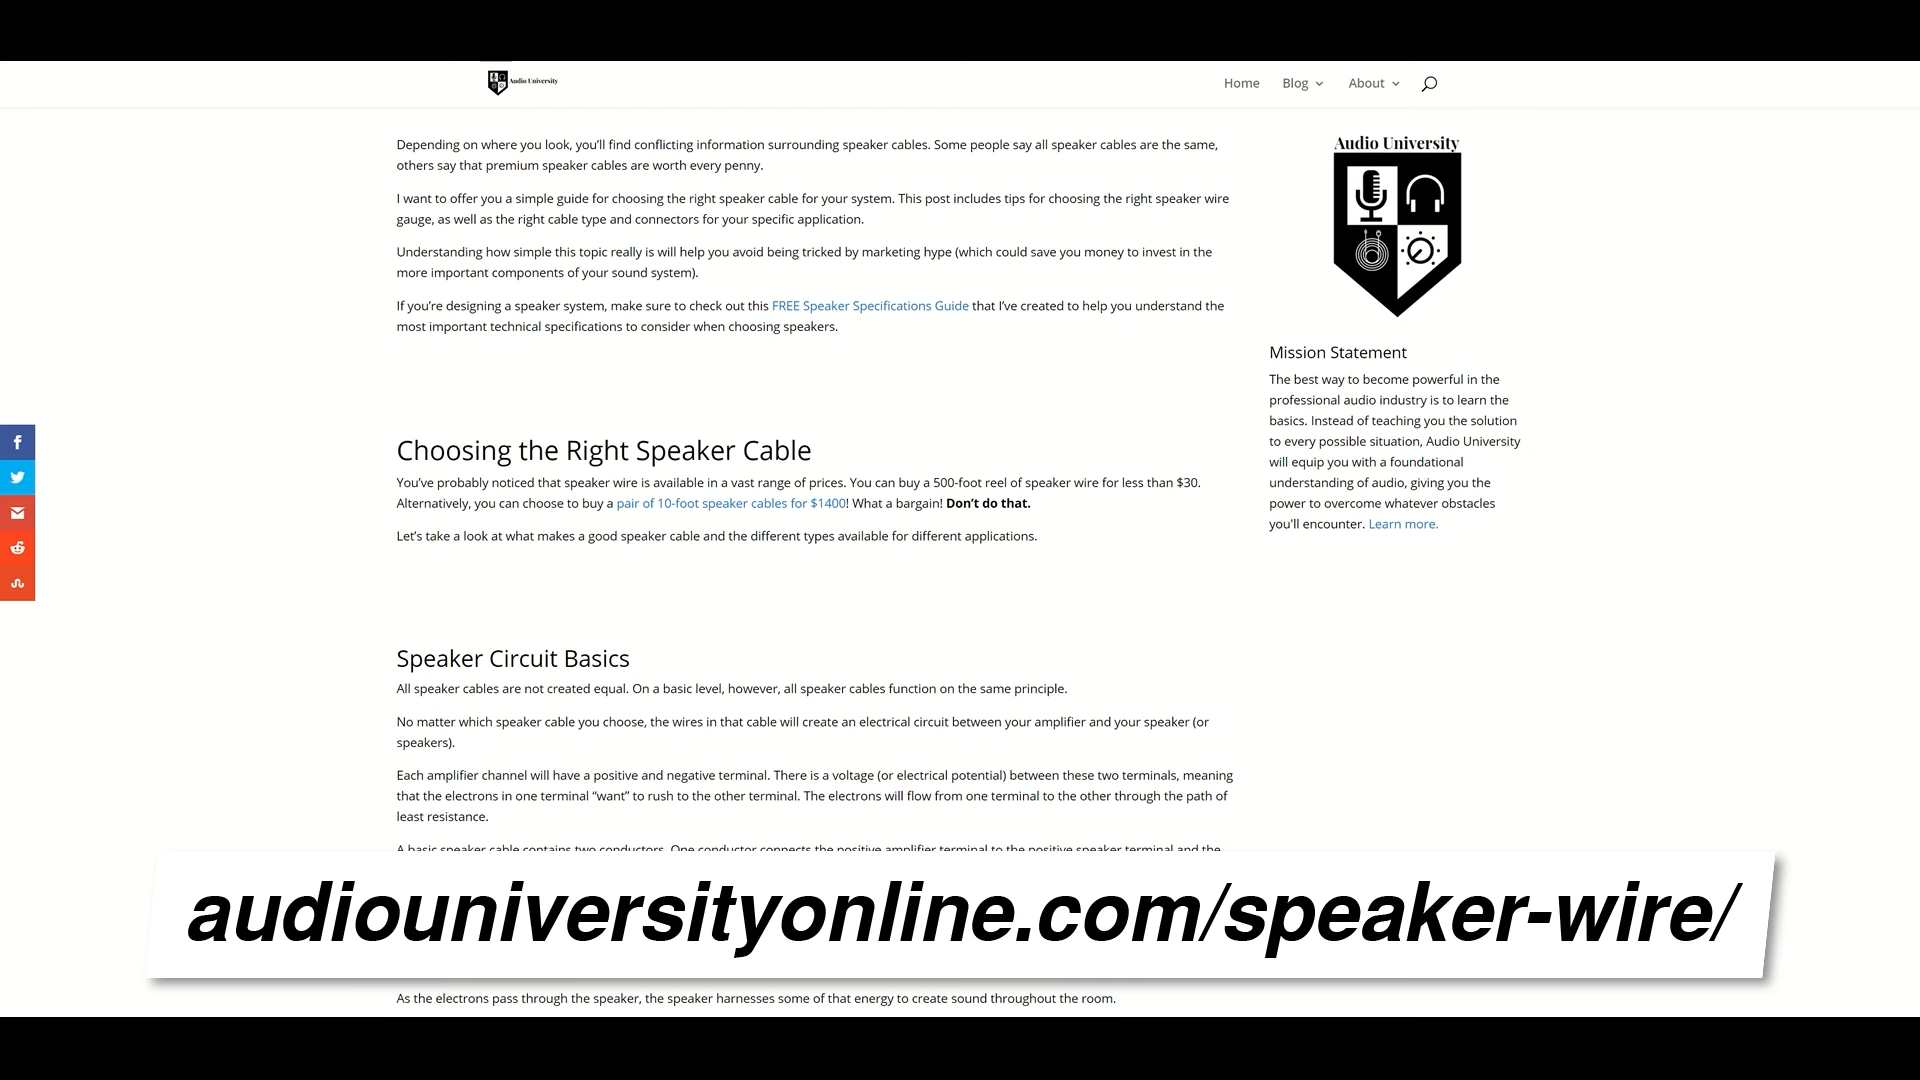 Audio University
Home
Blog
About
Depending on where you look, you'll find conflicting information surrounding speaker cables. Some people say all speaker cables are the same,
others say that premium speaker cables are worth every penny.
I want to offer you a simple guide for choosing the right speaker cable for your system. This post includes tips for choosing the right speaker wire
gauge, as well as the right cable type and connectors for your specific application.
Understanding how simple this topic really is will help you avoid being tricked by marketing hype (which could save you money to invest in the
more important components of your sound system).
If you're designing a speaker system, make sure to check out this FREE Speaker Specifications Guide that I've created to help you understand the
most important technical specifications to consider when choosing speakers.
Choosing the Right Speaker Cable
You've probably noticed that speaker wire is available in a vast range of prices. You can buy a 500-foot reel of speaker wire for less than $30.
Alternatively, you can choose to buy a pair of 10-foot speaker cables for $1400! What a bargain! Don't do that.
Let's take a look at what makes a good speaker cable and the different types available for different applications.
Speaker Circuit Basics
All speaker cables are not created equal. On a basic level, however, all speaker cables function on the same principle.
No matter which speaker cable you choose, the wires in that cable will create an electrical circuit between your amplifier and your speaker (or
speakers).
Each amplifier channel will have a positive and negative terminal. There is a voltage (or electrical potential) between these two terminals, meaning
that the electrons in one terminal “want” to rush to the other terminal. The electrons will flow from one terminal to the other through the path of
least resistance.
A basic speaker cable contains two conductors. One conductor connects the positive amplifier terminal to the positive speaker terminal and the
audiouniversityonline.com/speaker-wire/
As the electrons pass through the speaker, the speaker harnesses some of that energy to create sound throughout the room.
Audio University
Mission Statement
The best way to become powerful in the
professional audio industry is to learn the
basics. Instead of teaching you the solution
to every possible situation, Audio University
will equip you with a foundational
understanding of audio, giving you the
power to overcome whatever obstacles
you'll encounter. Learn more.